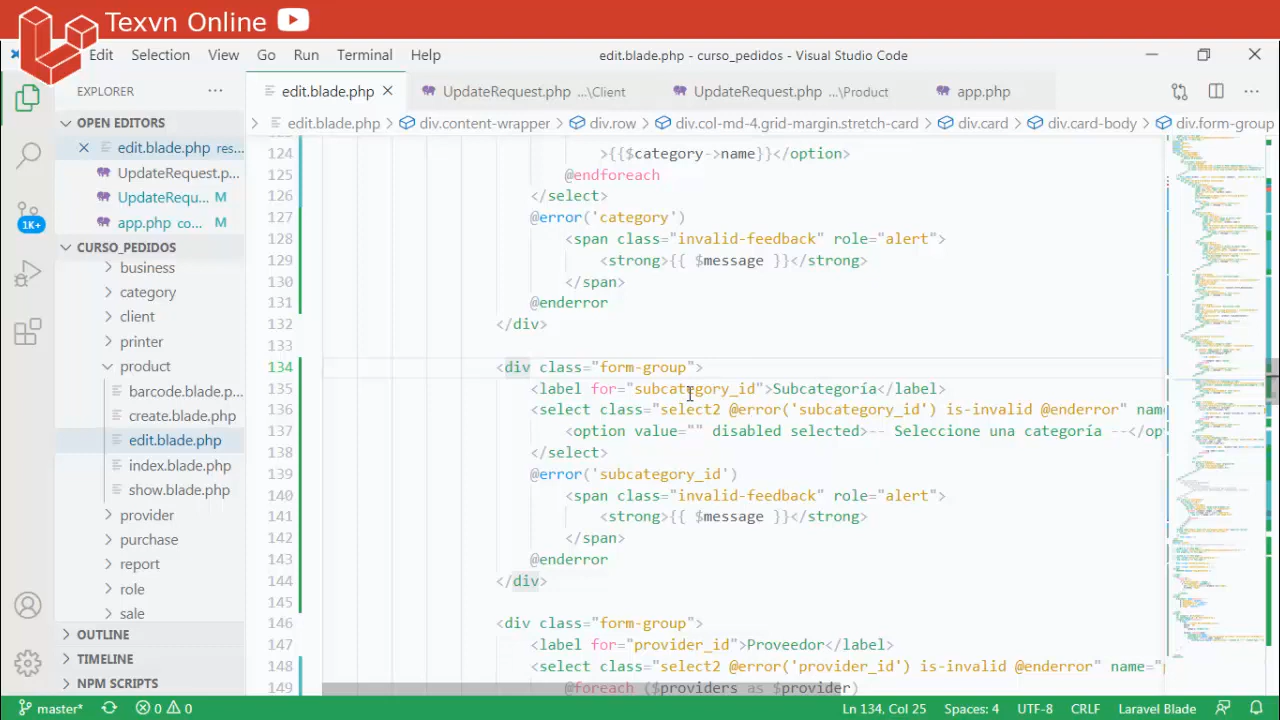 Texvn Online
Edit Selection View Go Run Terminal Help edit.blade.php - curso_pedidos - Visual Studio Code
EXPLORER
edit.blade.php UpdateRequest.php ...\Client UpdateRequest.php ...\Product app.php
edit.blade.php > div.content-wrapper > div.row > div.col-md-4.grid-margin.stretch-card > div.card > div.card-body > div.form-group
OPEN EDITORS
edit.blade.php res...
UpdateRequest.p...
UpdateRequ... M
app.php co... M
1K+
CURSO_PEDIDOS
business
category
client
printer
product
barcode.blade.p...
create.blade.php
edit.blade.php
index.blade.php
show.blade.php
provider
purchase
report
role
sale
OUTLINE
TIMELINE
NPM SCRIPTS
124 >{{$category->name}}</option>
125 @endforeach
126 select>
127 @error('category')
128 <span class="invalid-feedback" role="alert">
129 <strong>{{ $message }}</strong>
130 </span>
131 @enderror
132 </div>
133
134 <div class="form-group">
135 <label for="subcategory_id">Subcategoría</label>
136 <select class="select2 @error('subcategory_id') is-invalid @enderror" name
137 <option value="" disabled selected>-- Seleccione una categoría --</op
138 select>
139 @error('subcategory_id')
140 <span class="invalid-feedback" role="alert">
141 <strong>{{ $message }}</strong>
142 </span>
143 @enderror
144 </div>
145
146 <div class="form-group">
147 <label for="provider_id">Proveedor</label>
148 <select class="select2 @error('provider_id') is-invalid @enderror" name="p
149 @foreach ($providers as $provider)
master* 0 0 Ln 134, Col 25 Spaces: 4 UTF-8 CRLF Laravel Blade